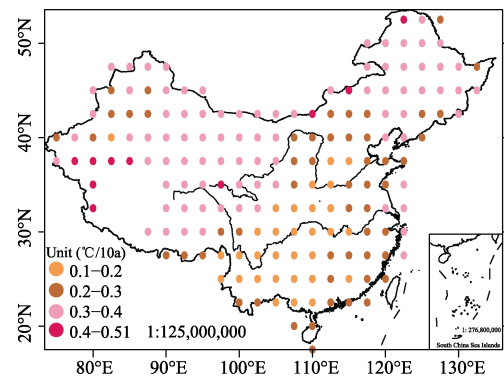 50°N
40°N
30°N
20°N
Unit (℃/10a)
0.1−0.2
0.2−0.3
0.3−0.4
0.4−0.51
1:125,000,000
1: 276,800,000
South China Sea Islands
80°E 90°E 100°E 110°E 120°E 130°E